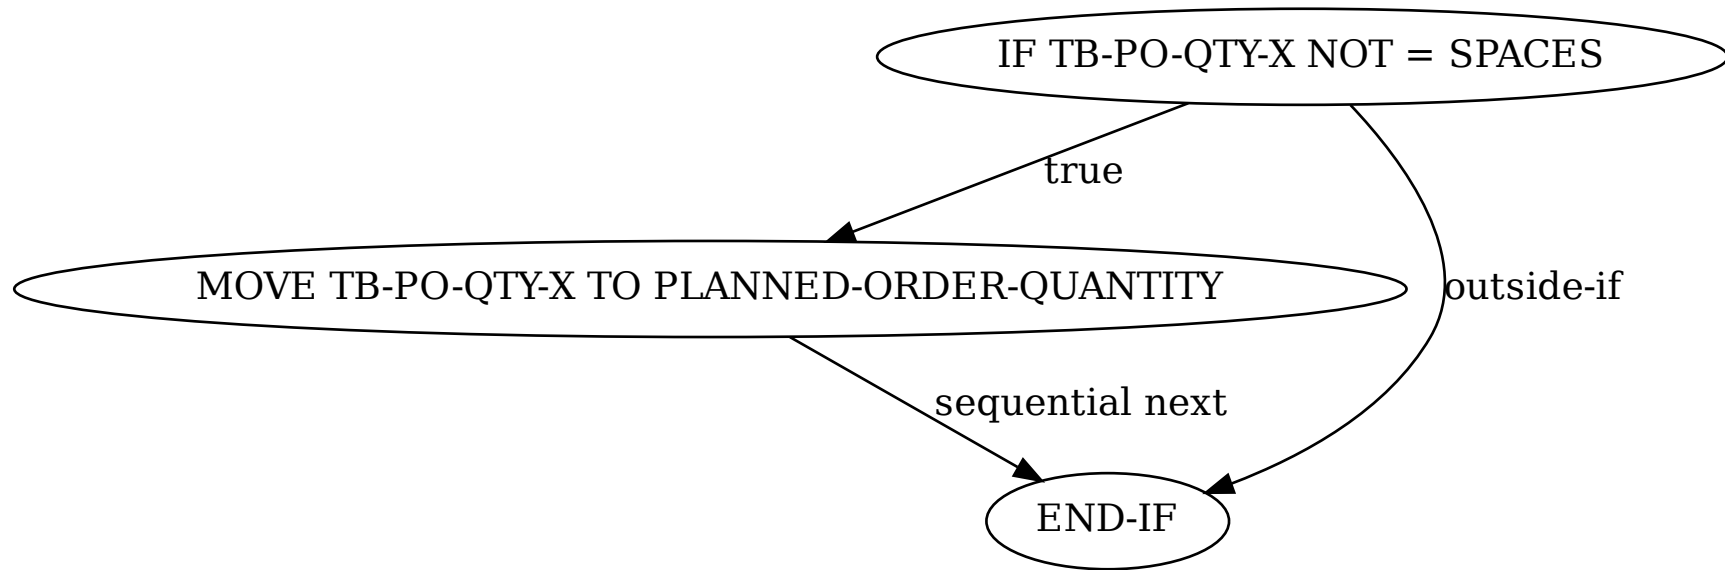 IF TB-PO-QTY-X NOT = SPACES
true
MOVE TB-PO-QTY-X TO PLANNED-ORDER-QUANTITY
outside-if
sequential next
END-IF